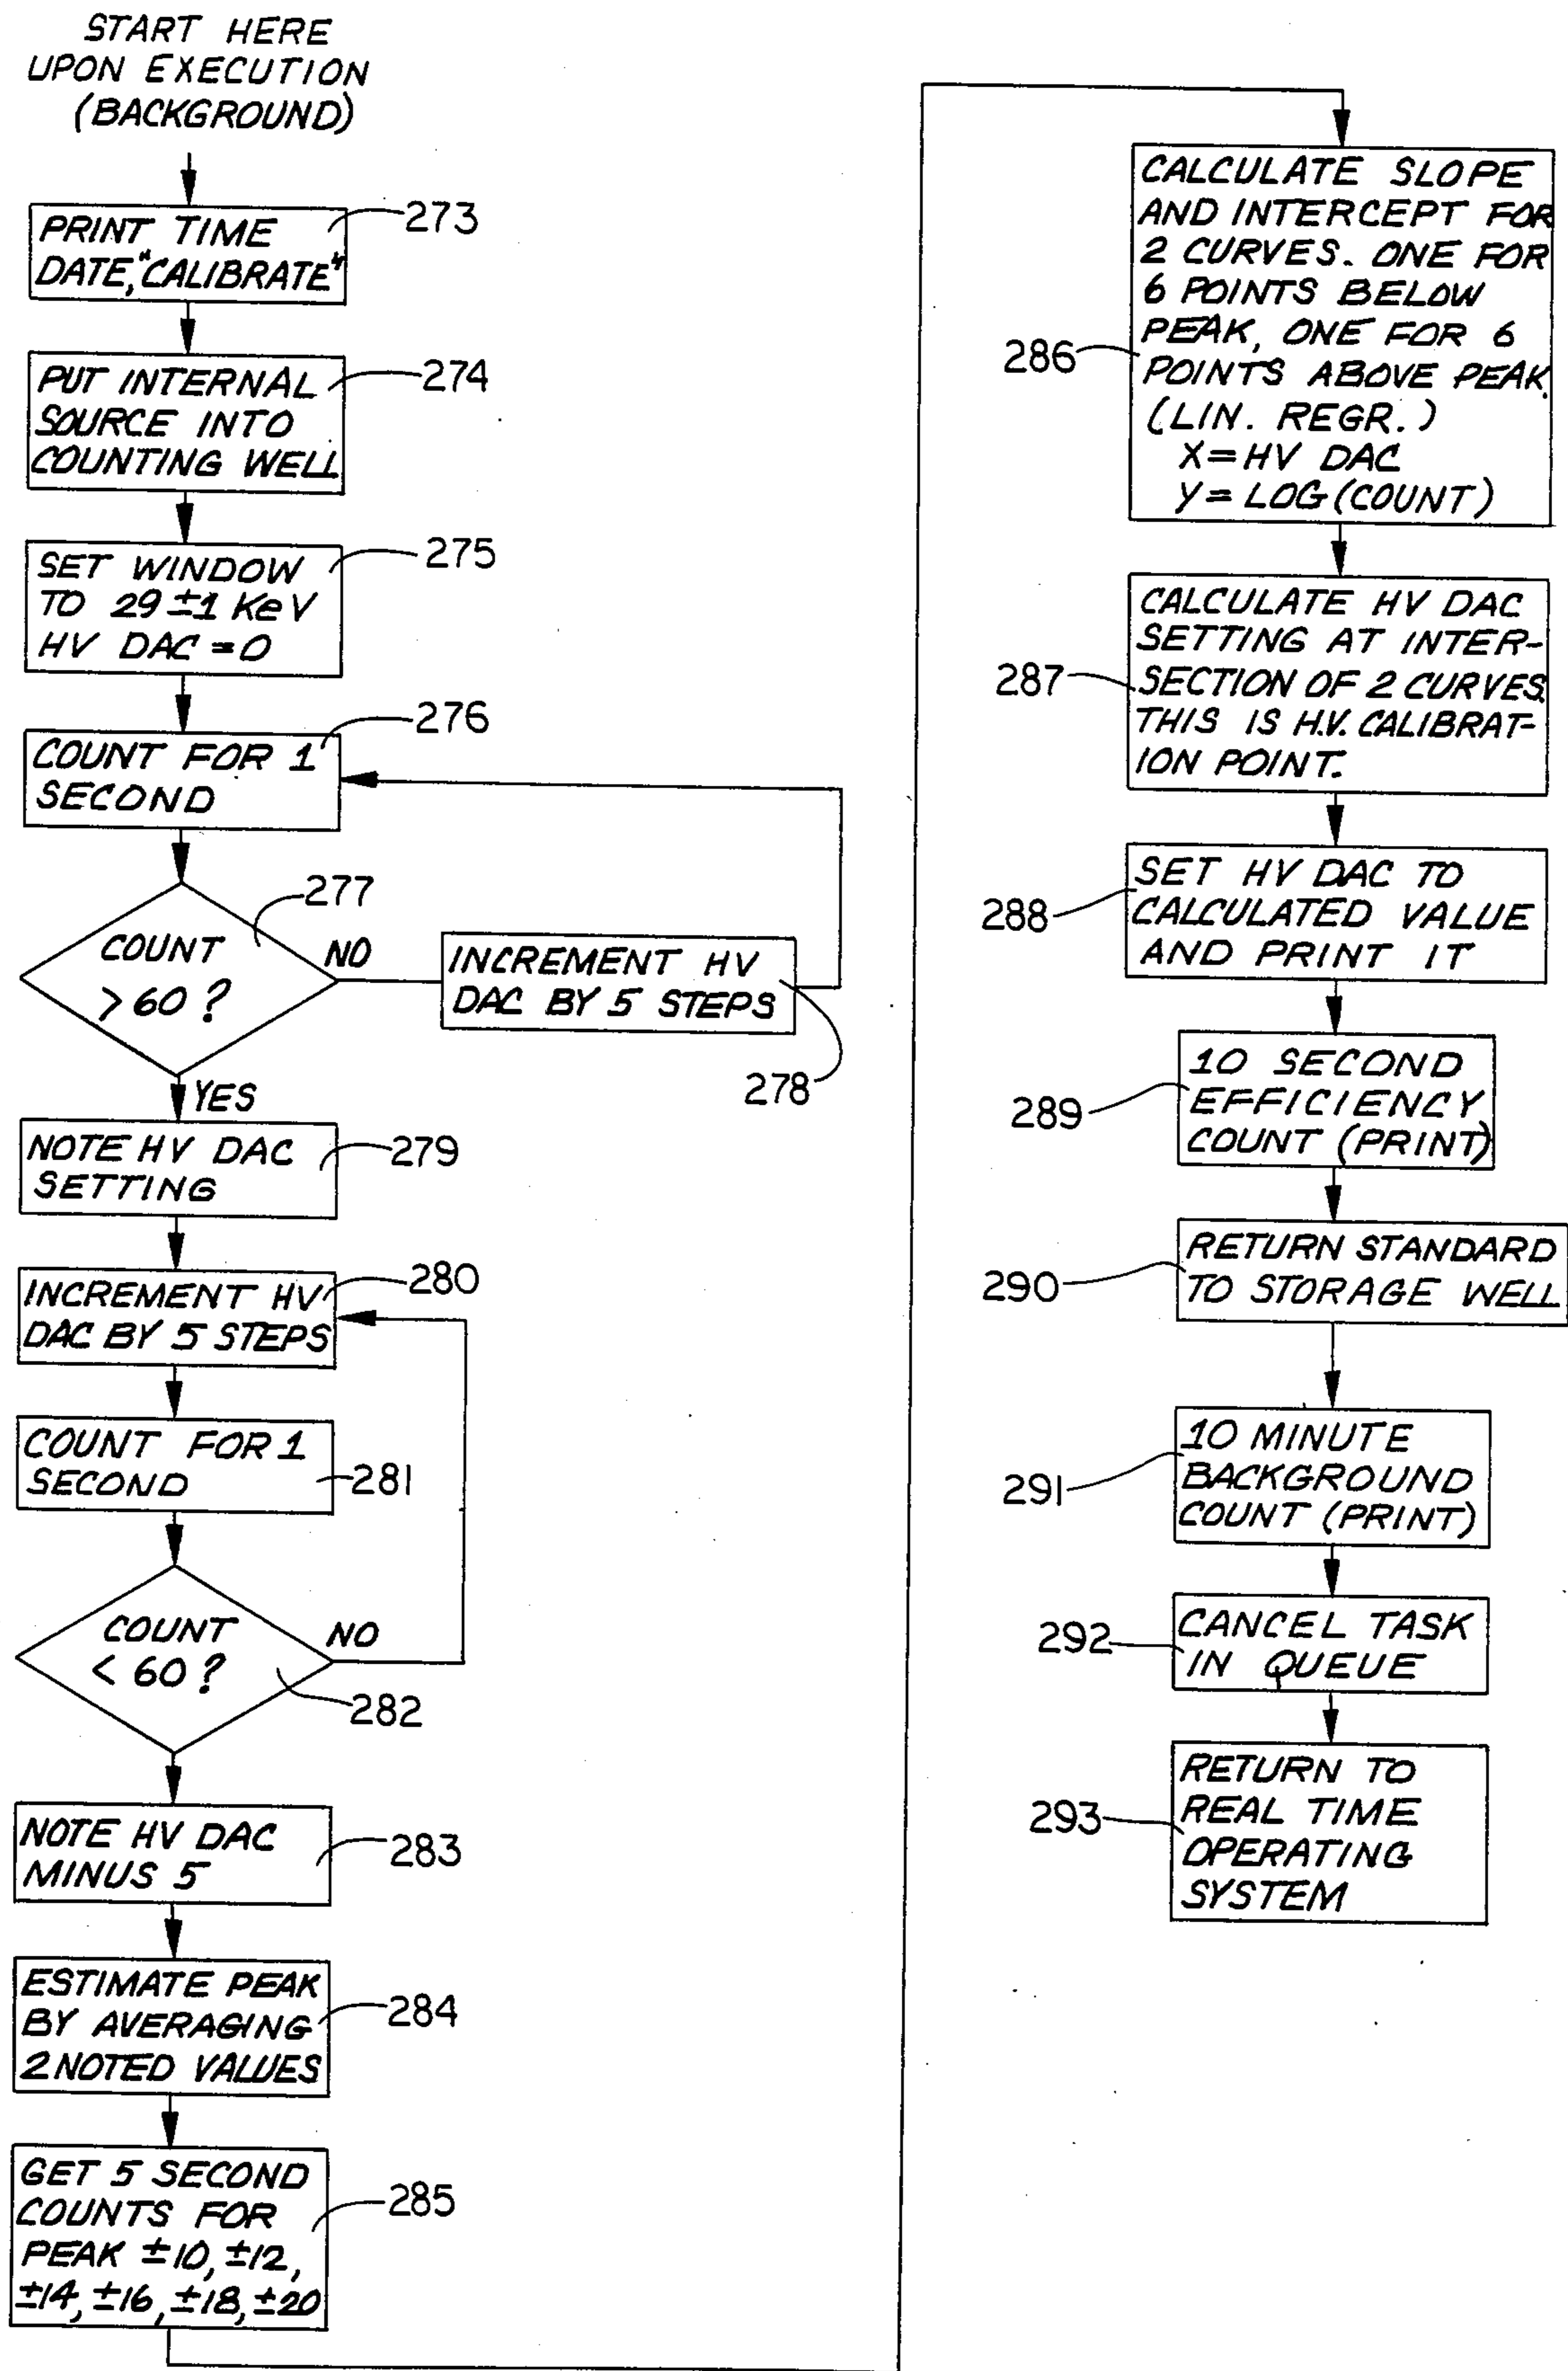 START HERE
UPON EXECUTION
(BACKGROUND)
PRINT TIME
DATE, "CALIBRATE"
273
PUT INTERNAL
SOURCE INTO
COUNTING WELL
274
SET WINDOW
TO 29 ±1 KeV
HV DAC = 0
275
COUNT FOR 1
SECOND
276
COUNT
> 60 ?
277
NO
INCREMENT HV
DAC BY 5 STEPS
278
YES
NOTE HV DAC
SETTING
279
INCREMENT HV
DAC BY 5 STEPS
280
COUNT FOR 1
SECOND
281
COUNT
< 60 ?
NO
282
NOTE HV DAC
MINUS 5
283
ESTIMATE PEAK
BY AVERAGING
2 NOTED VALUES
284
GET 5 SECOND
COUNTS FOR
PEAK ±10, ±12,
±14, ±16, ±18, ±20
285
CALCULATE SLOPE
AND INTERCEPT FOR
2 CURVES. ONE FOR
6 POINTS BELOW
PEAK, ONE FOR 6
POINTS ABOVE PEAK.
(LIN. REGR.)
X = HV DAC
Y = LOG (COUNT)
286
CALCULATE HV DAC
SETTING AT INTER-
SECTION OF 2 CURVES.
THIS IS H.V. CALIBRAT-
ION POINT.
287
SET HV DAC TO
CALCULATED VALUE
AND PRINT IT
288
10 SECOND
EFFICIENCY
COUNT (PRINT)
289
RETURN STANDARD
TO STORAGE WELL
290
10 MINUTE
BACKGROUND
COUNT (PRINT)
291
CANCEL TASK
IN QUEUE
292
RETURN TO
REAL TIME
OPERATING
SYSTEM
293